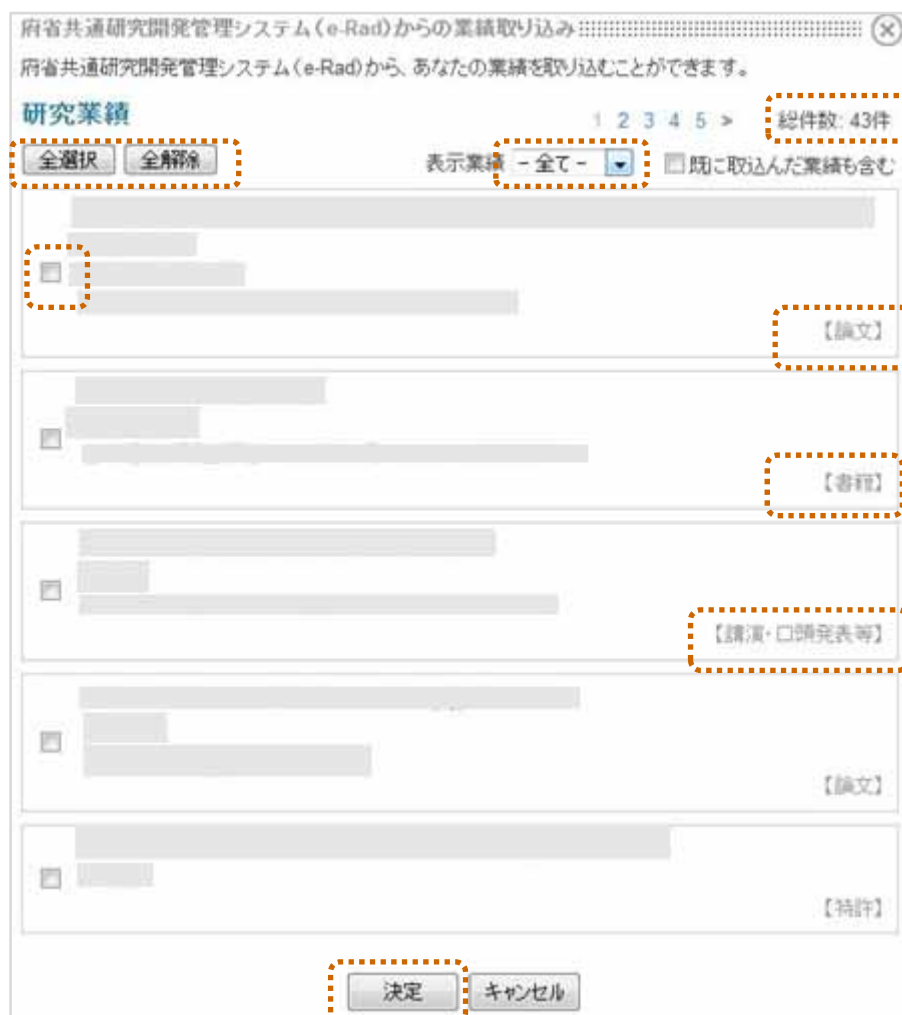 府省共通研究開発管理システム(e-Rad)からの業績取り込み
府省共通研究開発管理システム(e-Rad)から、あなたの業績を取り込むことができます。
研究業績 1 2 3 4 5 > 総件数: 43件
全選択 全解除 表示業績 - 全て - 既に取込んだ業績も含む
【論文】
【書籍】
【講演・口頭発表等】
【論文】
【特許】
決定 キャンセル